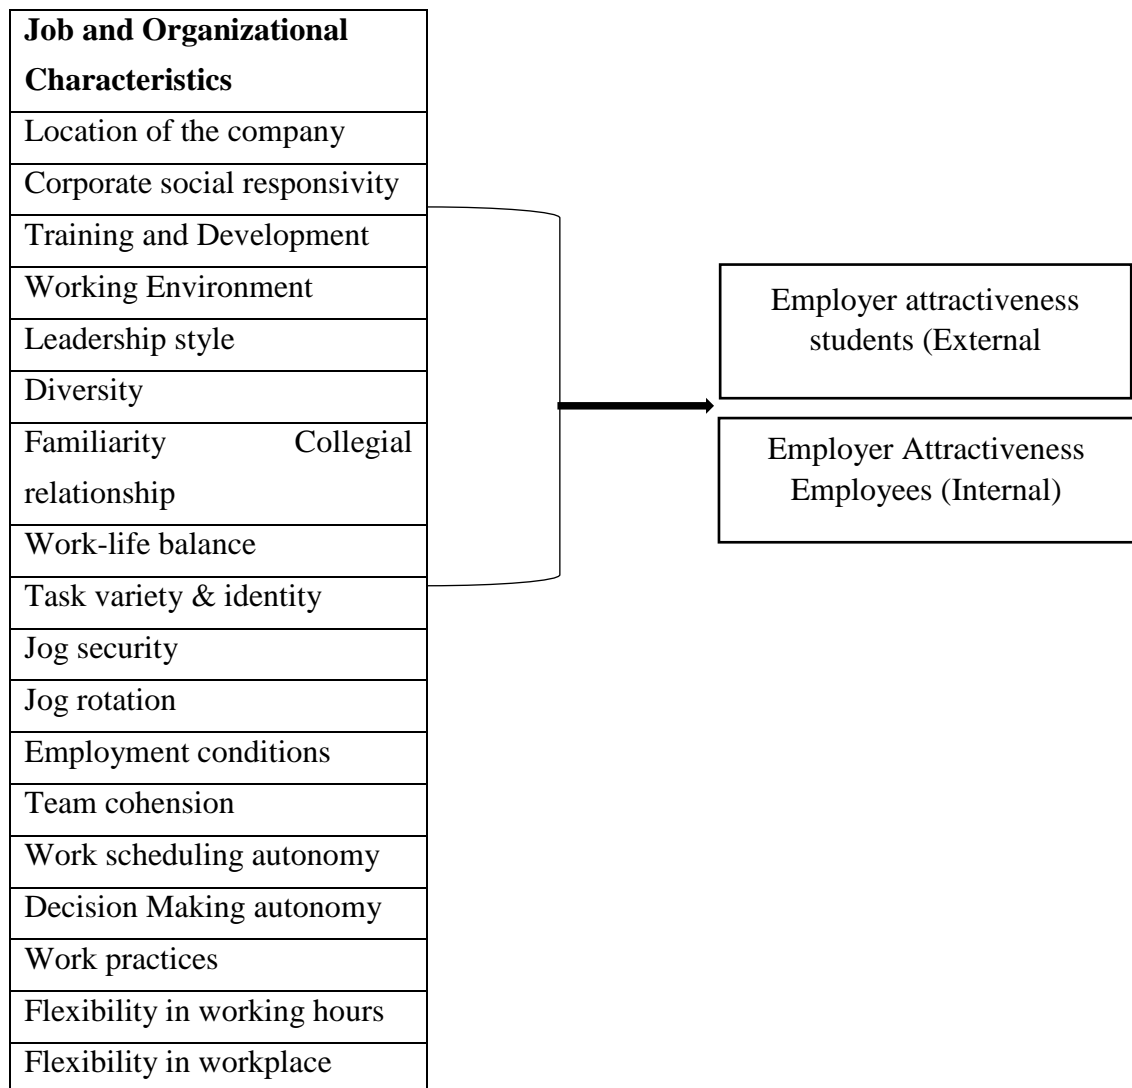 Job and Organizational
Characteristics
Location of the company
Corporate social responsivity
Training and Development
Working Environment
Leadership style
Diversity
Familiarity Collegial
relationship
Work-life balance
Task variety & identity
Jog security
Jog rotation
Employment conditions
Team cohension
Work scheduling autonomy
Decision Making autonomy
Work practices
Flexibility in working hours
Flexibility in workplace
Employer attractiveness
students (External
Employer Attractiveness
Employees (Internal)